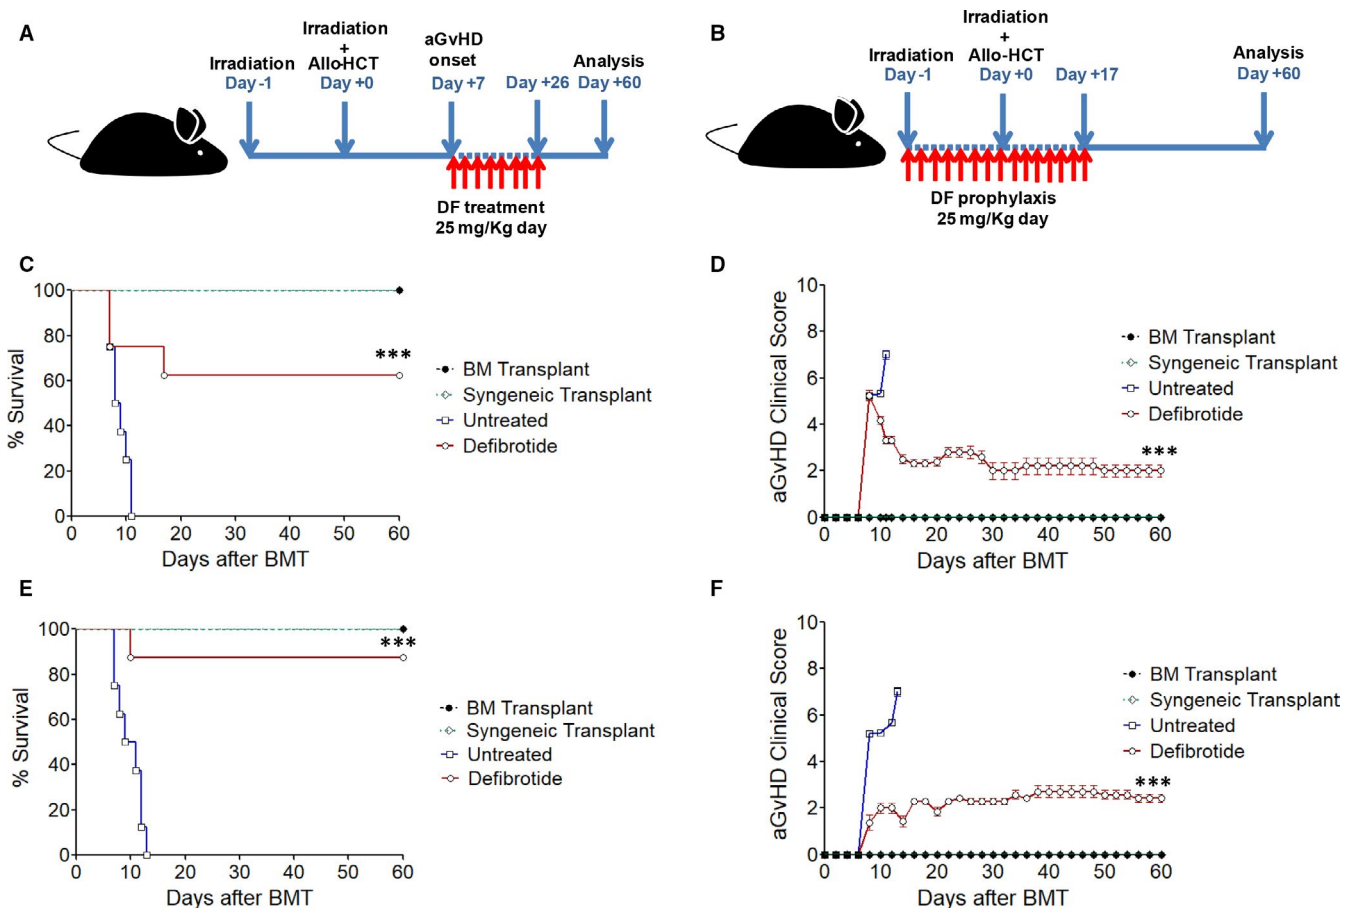 A
Irradiation
Day -1
Irradiation
+
Allo-HCT
Day +0
aGvHD
onset
Day +7
Day +26
Analysis
Day +60
DF treatment
25 mg/Kg day
B
Irradiation
Day -1
Irradiation
+
Allo-HCT
Day +0
Day +17
Analysis
Day +60
DF prophylaxis
25 mg/Kg day
C
% Survival
100
80
60
40
20
0
0 10 20 30 40 50 60
Days after BMT
***
BM Transplant
Syngeneic Transplant
Untreated
Defibrotide
D
aGvHD Clinical Score
10
8
6
4
2
0
0 10 20 30 40 50 60
Days after BMT
***
BM Transplant
Syngeneic Transplant
Untreated
Defibrotide
E
% Survival
100
80
60
40
20
0
0 10 20 30 40 50 60
Days after BMT
***
BM Transplant
Syngeneic Transplant
Untreated
Defibrotide
F
aGvHD Clinical Score
10
8
6
4
2
0
0 10 20 30 40 50 60
Days after BMT
***
BM Transplant
Syngeneic Transplant
Untreated
Defibrotide